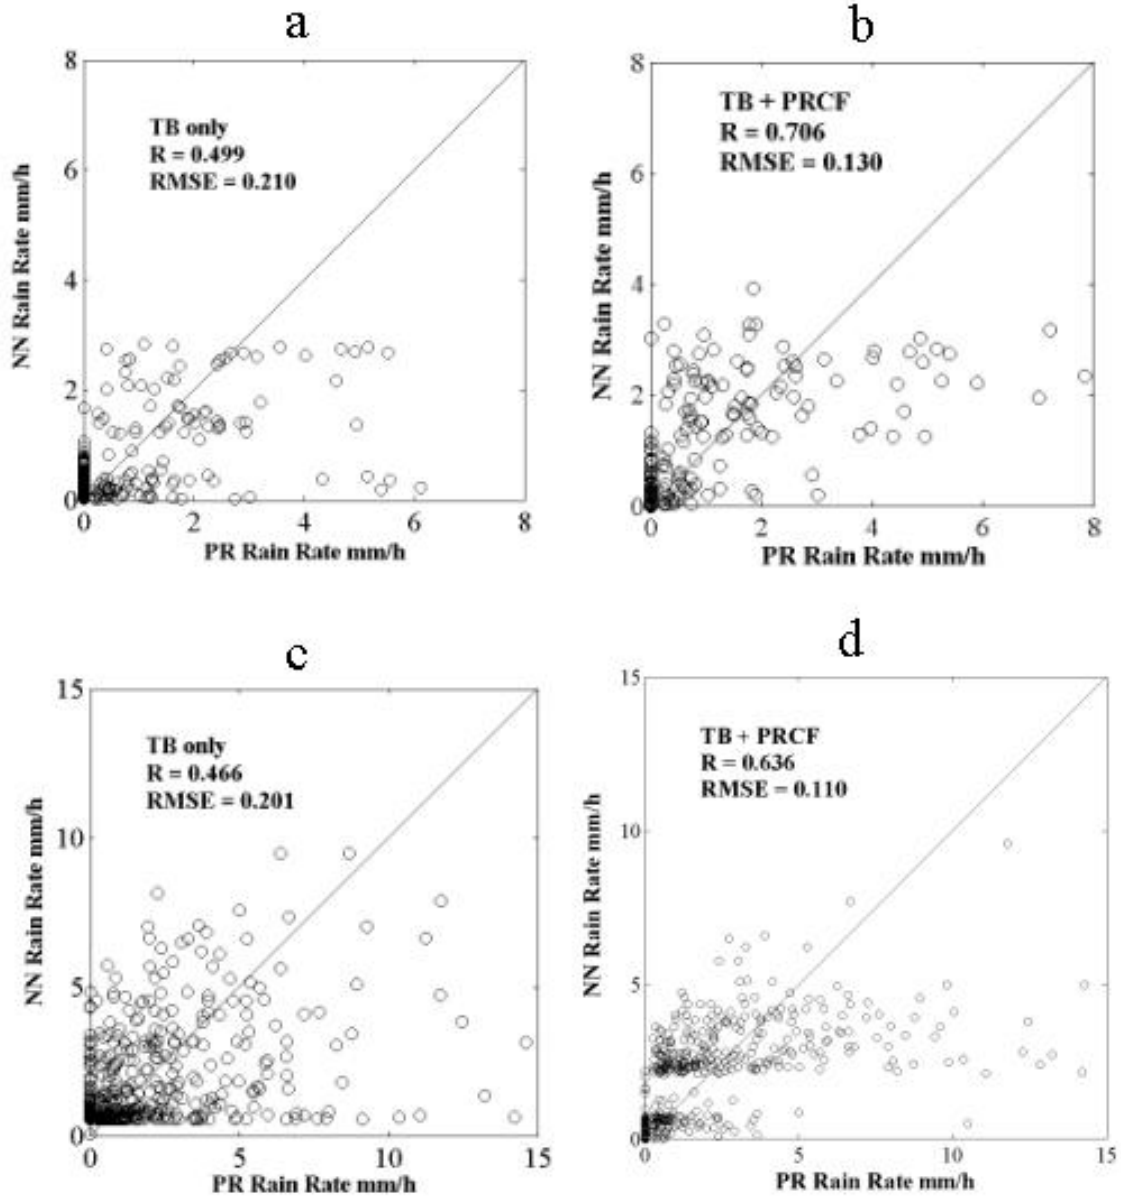 a
8
6
4
2
0
0
2
4
6
8
TB only
R = 0.499
RMSE = 0.210
NN Rain Rate mm/h
PR Rain Rate mm/h
b
8
6
4
2
0
0
2
4
6
8
TB + PRCF
R = 0.706
RMSE = 0.130
NN Rain Rate mm/h
PR Rain Rate mm/h
c
15
10
5
0
0
5
10
15
TB only
R = 0.466
RMSE = 0.201
NN Rain Rate mm/h
PR Rain Rate mm/h
d
15
10
5
0
0
5
10
15
TB + PRCF
R = 0.636
RMSE = 0.110
NN Rain Rate mm/h
PR Rain Rate mm/h